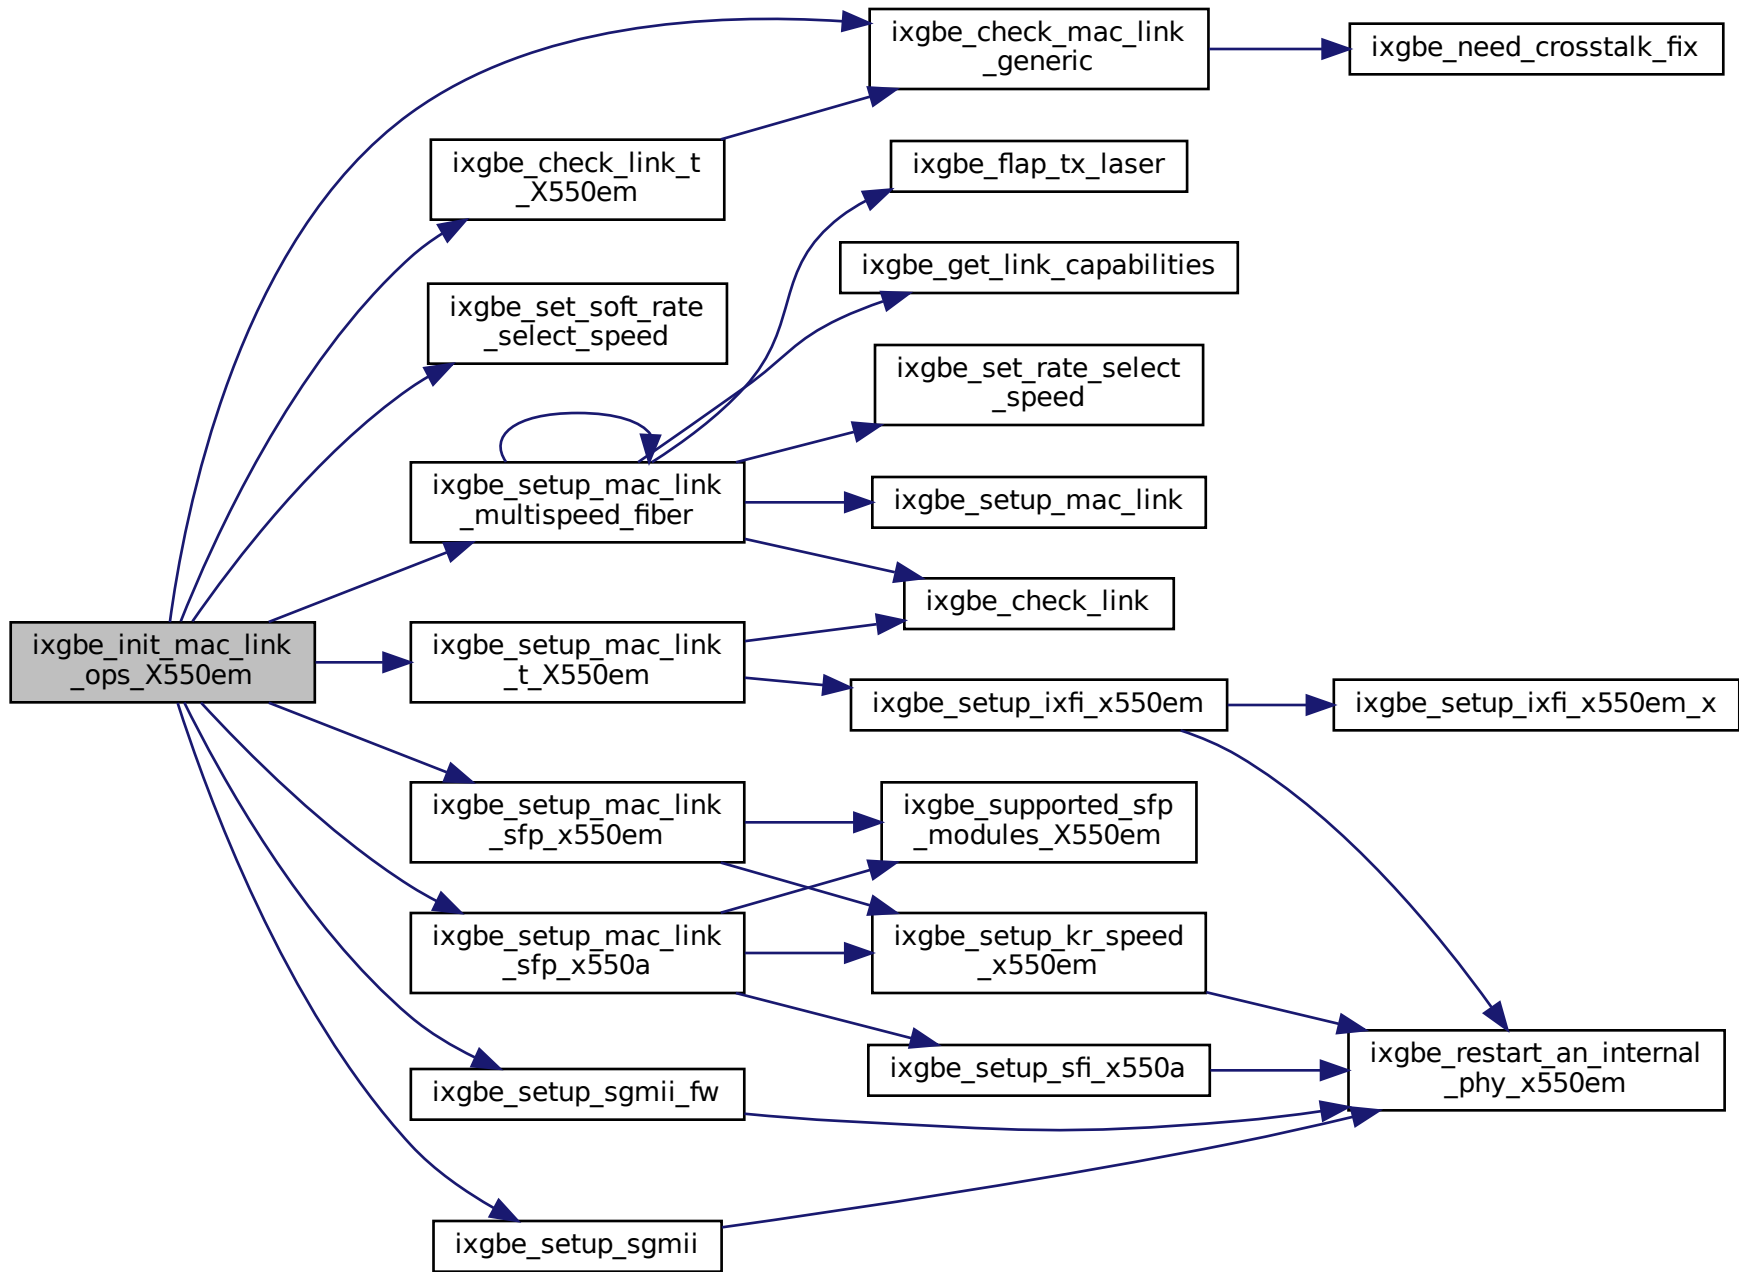 ixgbe_check_mac_link
_generic
ixgbe_need_crosstalk_fix
ixgbe_check_link_t
_X550em
ixgbe_flap_tx_laser
ixgbe_get_link_capabilities
ixgbe_set_soft_rate
_select_speed
ixgbe_set_rate_select
_speed
ixgbe_setup_mac_link
_multispeed_fiber
ixgbe_setup_mac_link
ixgbe_check_link
ixgbe_init_mac_link
_ops_X550em
ixgbe_setup_mac_link
_t_X550em
ixgbe_setup_ixfi_x550em
ixgbe_setup_ixfi_x550em_x
ixgbe_setup_mac_link
_sfp_x550em
ixgbe_supported_sfp
_modules_X550em
ixgbe_setup_mac_link
_sfp_x550a
ixgbe_setup_kr_speed
_x550em
ixgbe_setup_sfi_x550a
ixgbe_restart_an_internal
_phy_x550em
ixgbe_setup_sgmii_fw
ixgbe_setup_sgmii